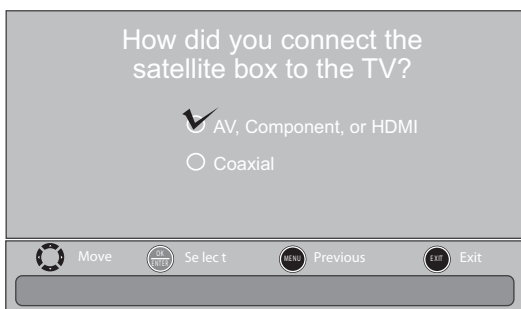 How did you connect the
satellite box to the TV?
AV, Component, or HDMI
Coaxial
Move OK ENTER Se lec t MENU Previous EXIT Exit